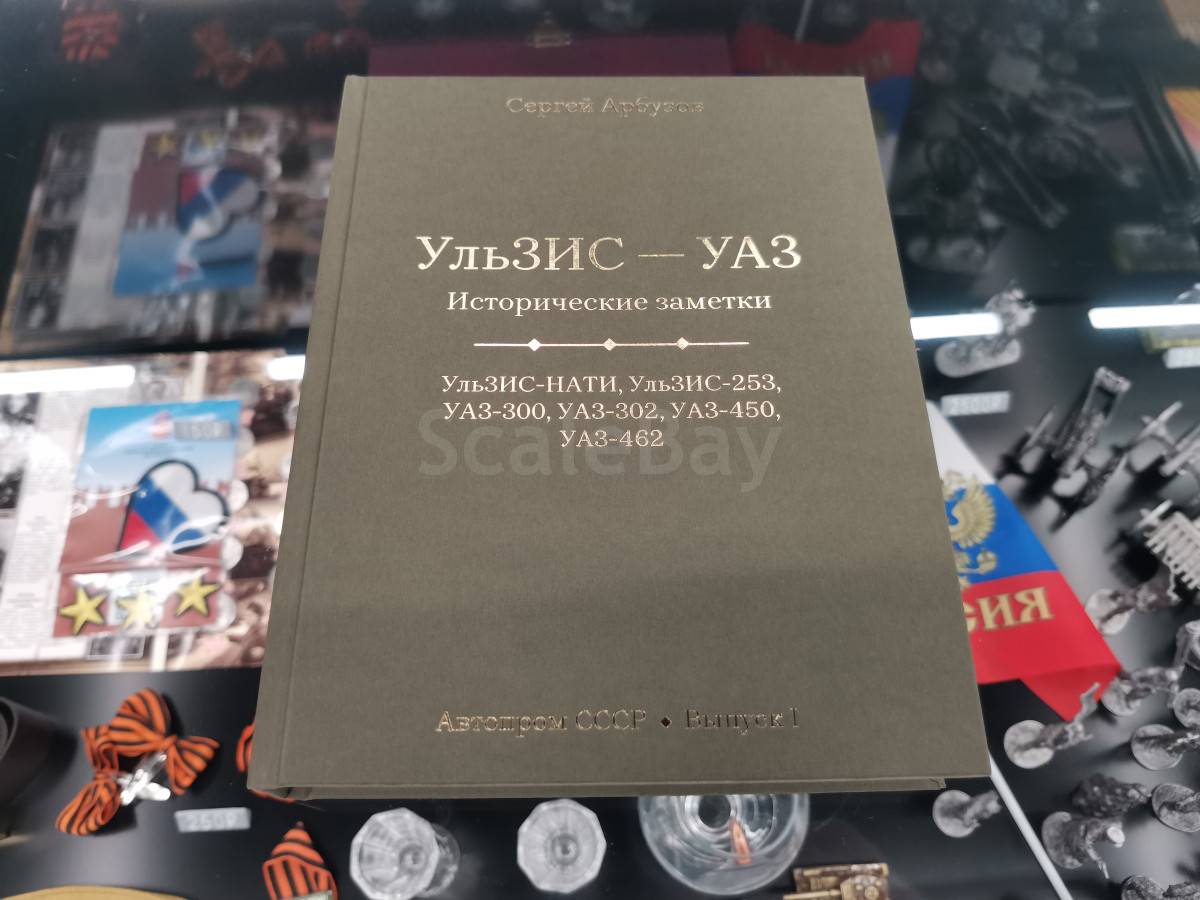 Сергей Арбузов
УльЗИС — УАЗ
Исторические заметки
УльЗИС-НАТИ, УльЗИС-253,
УАЗ-300, УАЗ-302, УАЗ-450,
УАЗ-462
ScaleBay
Автопром СССР ♦ Выпуск 1
250Р